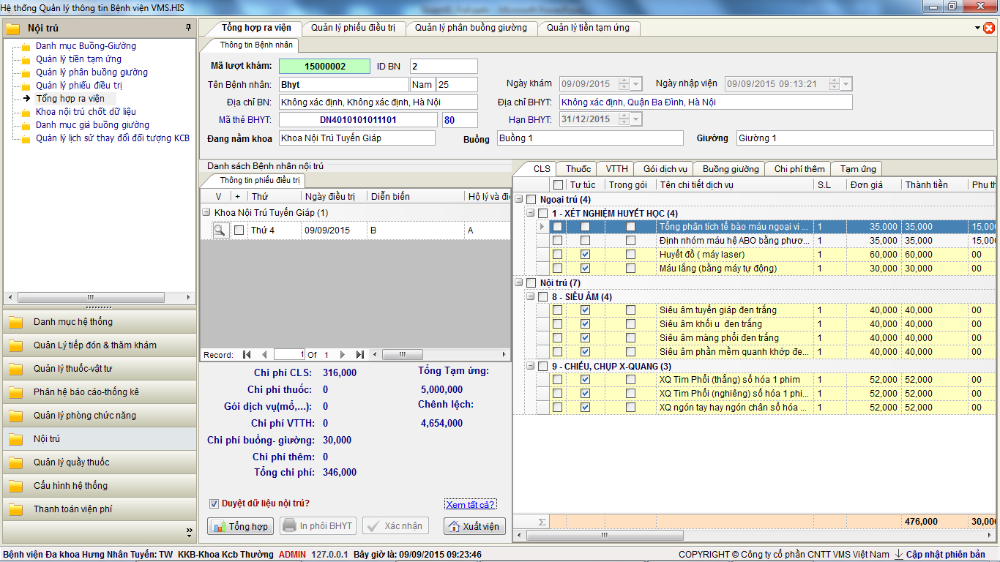 Hệ thống Quản lý thông tin Bệnh viện VMS.HIS
Nội trú
Danh mục Buồng-Giường
Quản lý tiền tạm ứng
Quản lý phân buồng giường
Quản lý phiếu điều trị
Tổng hợp ra viện
Khoa nội trú chốt dữ liệu
Danh mục giá buồng giường
Quản lý lịch sử thay đổi đối tượng KCB
Danh mục hệ thống
Quản Lý tiếp đón & thăm khám
Quản lý thuốc-vật tư
Phân hệ báo cáo-thống kê
Quản lý phòng chức năng
Nội trú
Quản lý quầy thuốc
Cấu hình hệ thống
Thanh toán viện phí
Tổng hợp ra viện Quản lý phiếu điều trị Quản lý phân buồng giường Quản lý tiền tạm ứng
Thông tin Bệnh nhân
Mã lượt khám: 15000002 ID BN 2
Tên Bệnh nhân: Bhyt Nam 25 Ngày khám 09/09/2015 Ngày nhập viện 09/09/2015 09:13:21
Địa chỉ BN: Không xác định, Không xác định, Hà Nội Địa chỉ BHYT: Không xác định, Quận Ba Đình, Hà Nội
Mã thẻ BHYT: DN4010101011101 80 Hạn BHYT: 31/12/2015
Đang nằm khoa Khoa Nội Trú Tuyến Giáp Buồng Buồng 1 Giường Giường 1
Danh sách Bệnh nhân nội trú
Thông tin phiếu điều trị
V + Thứ Ngày điều trị Diễn biến Hộ lý và điề
Khoa Nội Trú Tuyến Giáp (1)
Thứ 4 09/09/2015 B A
Record: 1 Of 1
Chi phí CLS: 316,000 Tổng Tạm ứng:
Chi phí thuốc: 0 5,000,000
Gói dịch vụ(mổ,...): 0 Chênh lệch:
Chi phí VTTH: 0 4,654,000
Chi phí buồng- giường: 30,000
Chi phí thêm: 0
Tổng chi phí: 346,000
Duyệt dữ liệu nội trú? Xem tất cả?
Tổng hợp In phôi BHYT Xác nhận Xuất viện
CLS Thuốc VTTH Gói dịch vụ Buồng giường Chi phí thêm Tạm ứng
Tự túc Trong gói Tên chi tiết dịch vụ S.L Đơn giá Thành tiền Phụ th
Ngoại trú (4)
1 - XÉT NGHIỆM HUYẾT HỌC (4)
Tổng phân tích tế bào máu ngoại vi ... 1 35,000 35,000 15,000
Định nhóm máu hệ ABO bằng phươ... 1 35,000 35,000 15,000
Huyết đồ ( máy laser) 1 60,000 60,000 00
Máu lắng (bằng máy tự động) 1 30,000 30,000 00
Nội trú (7)
8 - SIÊU ÂM (4)
Siêu âm tuyến giáp đen trắng 1 40,000 40,000 00
Siêu âm khối u đen trắng 1 40,000 40,000 00
Siêu âm màng phổi đen trắng 1 40,000 40,000 00
Siêu âm phần mềm quanh khớp đe... 1 40,000 40,000 00
9 - CHIẾU, CHỤP X-QUANG (3)
XQ Tim Phổi (thẳng) số hóa 1 phim 1 52,000 52,000 00
XQ Tim Phổi (nghiêng) số hóa 1 phi... 1 52,000 52,000 00
XQ ngón tay hay ngón chân số hóa ... 1 52,000 52,000 00
Σ 476,000 30,000
Bệnh viện Đa khoa Hưng Nhân Tuyến: TW KKB-Khoa Kcb Thường ADMIN 127.0.0.1 Bây giờ là: 09/09/2015 09:23:46 COPYRIGHT © Công ty cổ phần CNTT VMS Việt Nam Cập nhật phiên bản